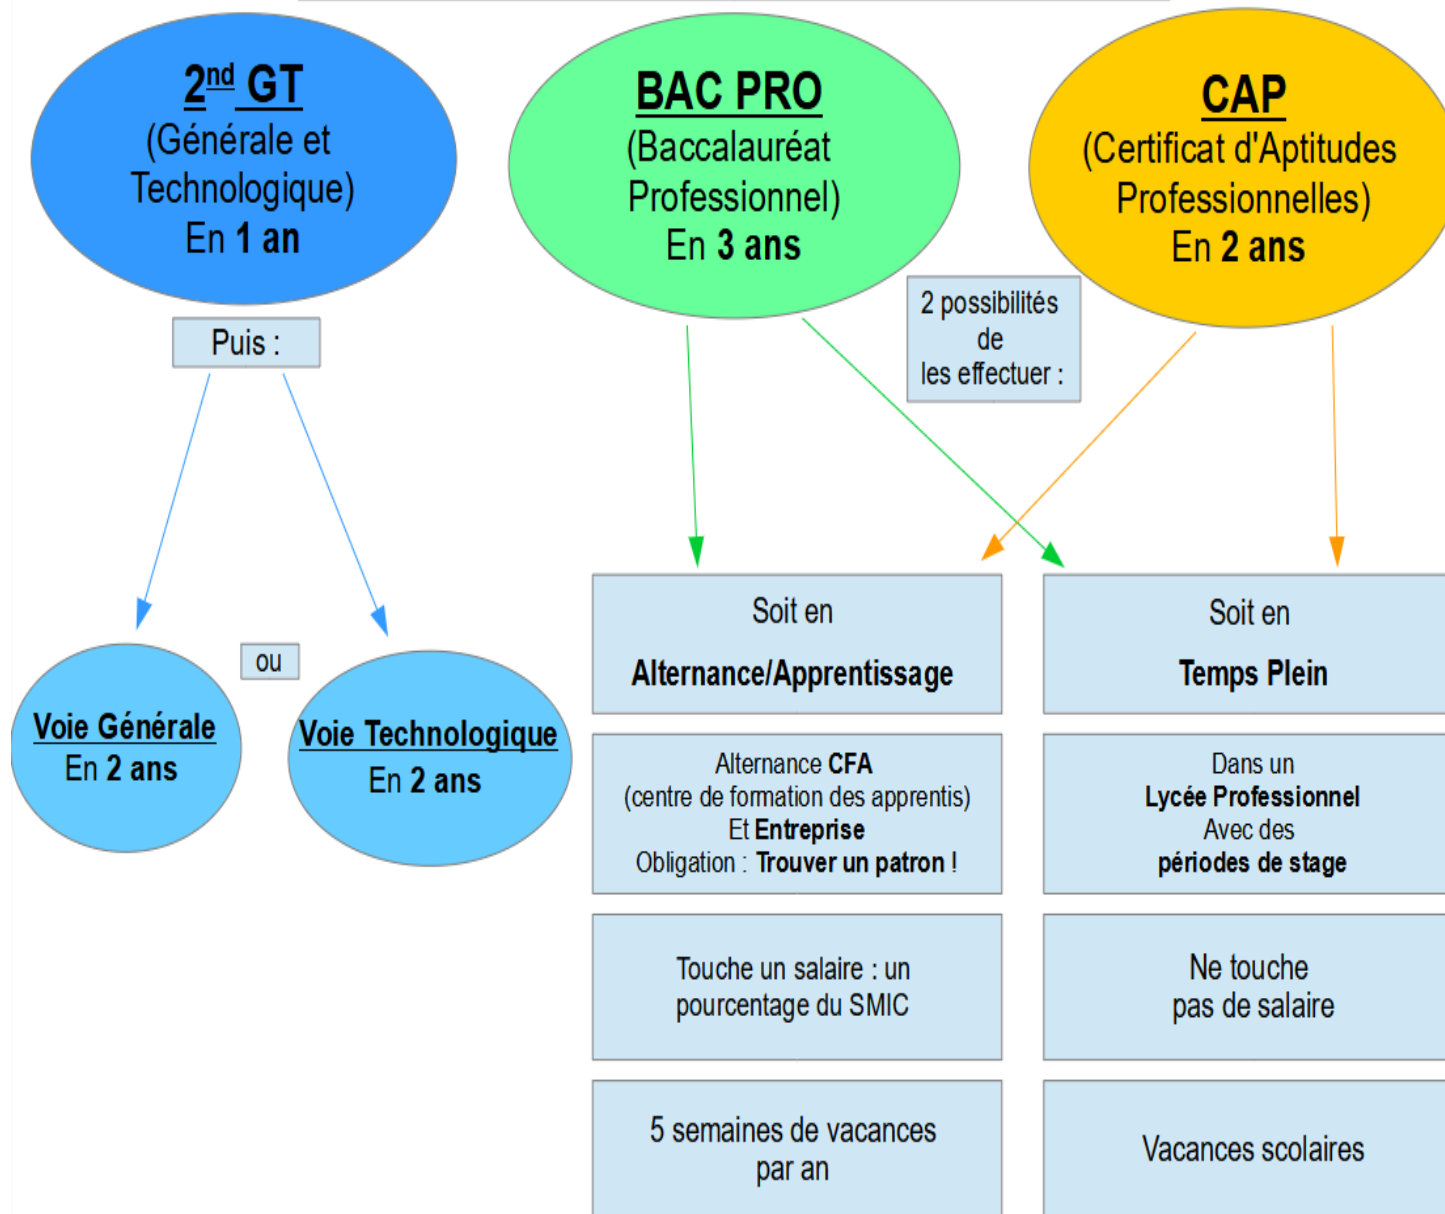 2nd GT
(Générale et
Technologique)
En 1 an
BAC PRO
(Baccalauréat
Professionnel)
En 3 ans
CAP
(Certificat d'Aptitudes
Professionnelles)
En 2 ans
Puis :
2 possibilités
de
les effectuer :
Voie Générale
En 2 ans
ou
Voie Technologique
En 2 ans
Soit en
Alternance/Apprentissage
Alternance CFA
(centre de formation des apprentis)
Et Entreprise
Obligation : Trouver un patron !
Touche un salaire : un
pourcentage du SMIC
5 semaines de vacances
par an
Soit en
Temps Plein
Dans un
Lycée Professionnel
Avec des
périodes de stage
Ne touche
pas de salaire
Vacances scolaires